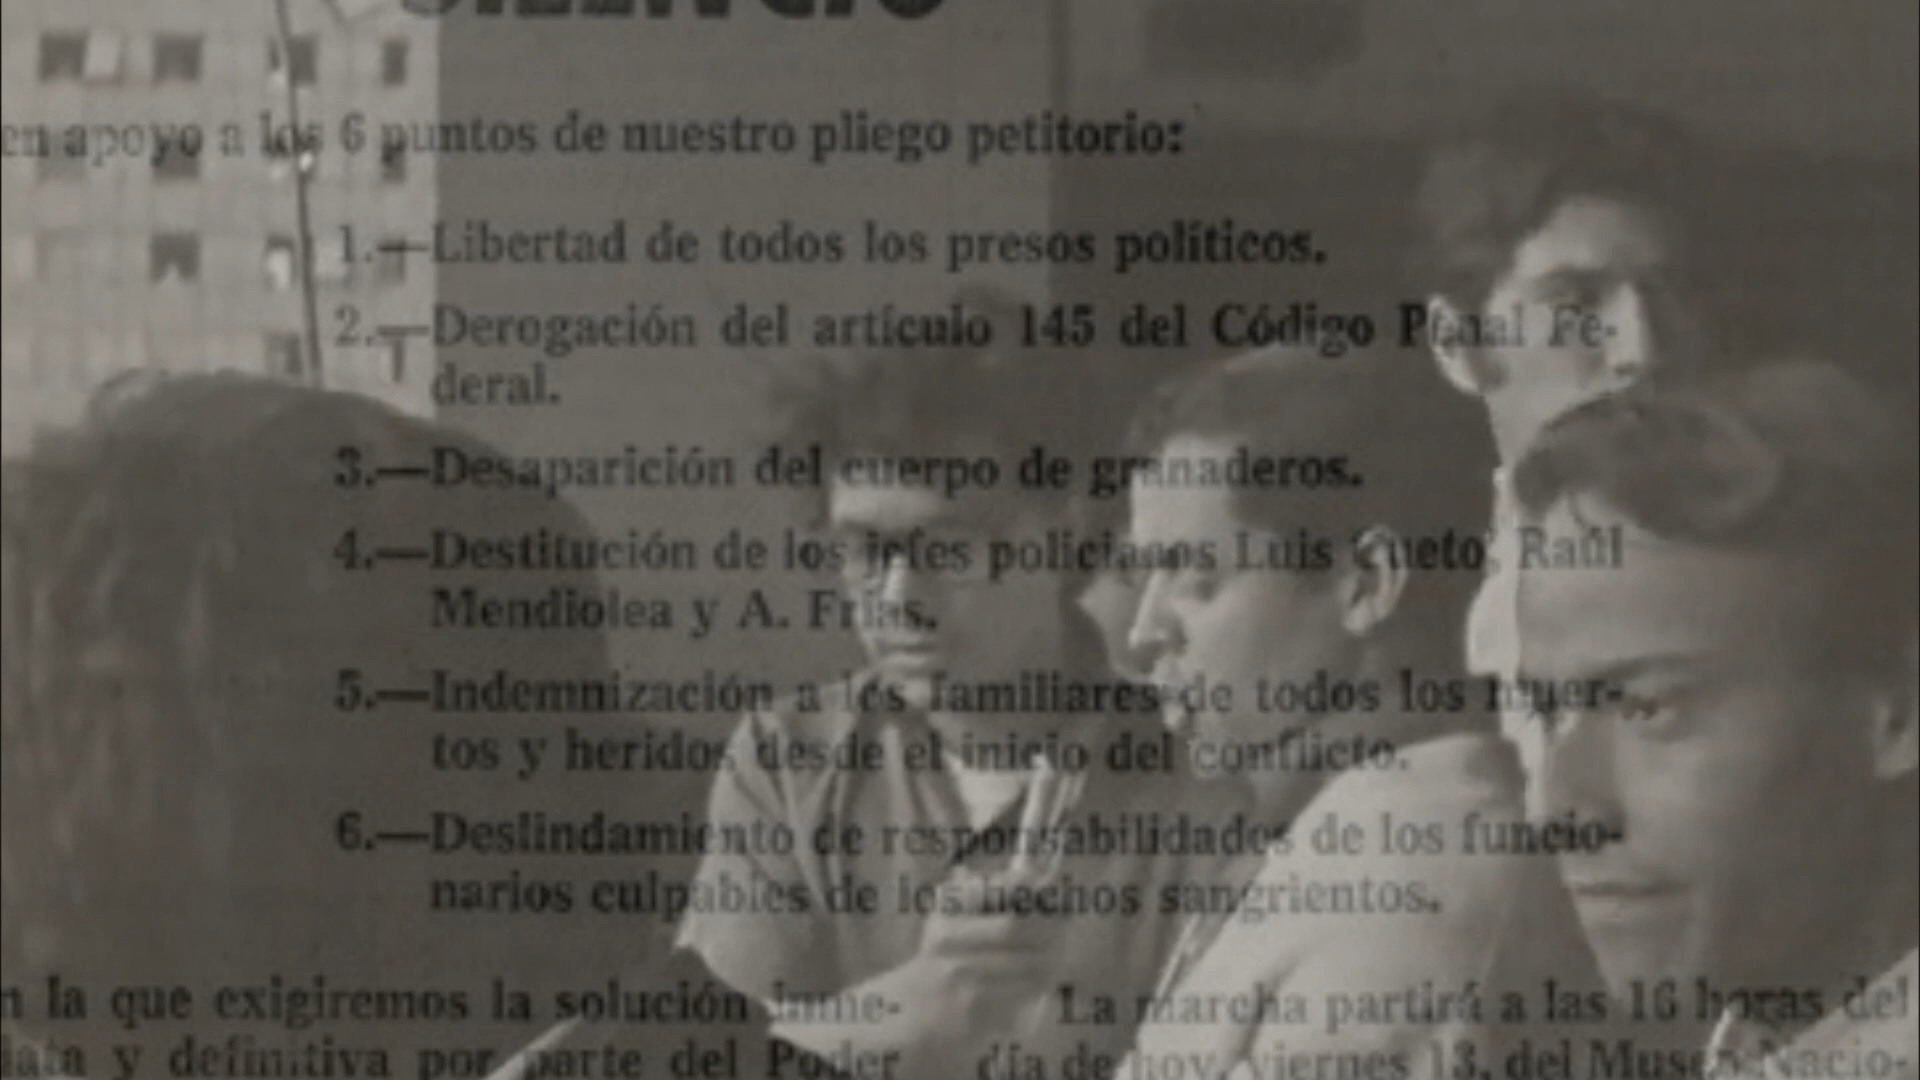 SILENCIO
en apoyo a los 6 puntos de nuestro pliego petitorio:
1.—Libertad de todos los presos políticos.
2.—Derogación del artículo 145 del Código Penal Fe-
deral.
3.—Desaparición del cuerpo de granaderos.
4.—Destitución de los jefes policiacos Luis Cueto, Raúl
Mendiolea y A. Frías.
5.—Indemnización a los familiares de todos los muer-
tos y heridos desde el inicio del conflicto.
6.—Deslindamiento de responsabilidades de los funcio-
narios culpables de los hechos sangrientos.
la que exigiremos la solución inme-
y definitiva por parte del Poder
La marcha partirá a las 16 horas del
día de hoy, viernes 13, del Museo Nacio-